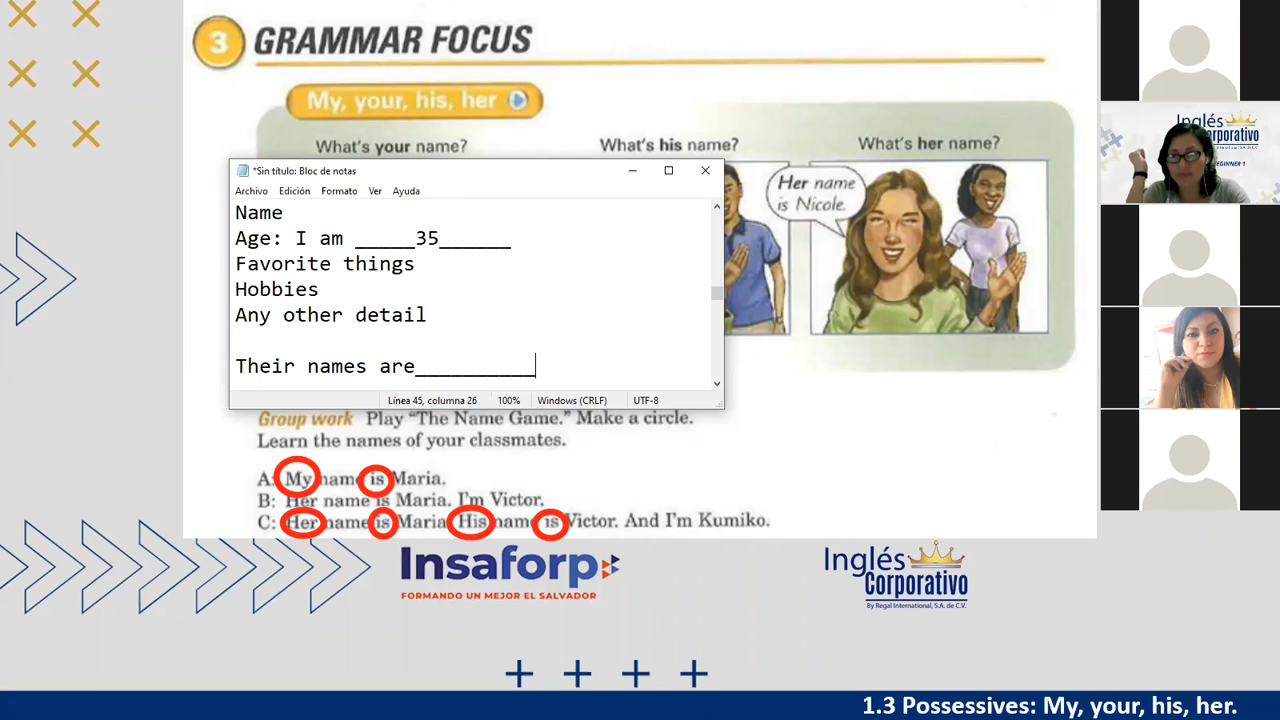 3 GRAMMAR FOCUS
My, your, his, her
What's your name?
What's his name?
What's her name?
Her name
is Nicole.
*Sin título: Bloc de notas
Archivo Edición Formato Ver Ayuda
Name
Age: I am _____35______
Favorite things
Hobbies
Any other detail
Their names are__________
Línea 45, columna 26 100% Windows (CRLF) UTF-8
Group work Play "The Name Game." Make a circle.
Learn the names of your classmates.
A: My name is Maria.
B: Her name is Maria. I'm Victor.
C: Her name is Maria. His name is Victor. And I'm Kumiko.
Insaforp
FORMANDO UN MEJOR EL SALVADOR
Inglés
Corporativo
By Regal International, S.A. de C.V.
1.3 Possessives: My, your, his, her.
Inglés